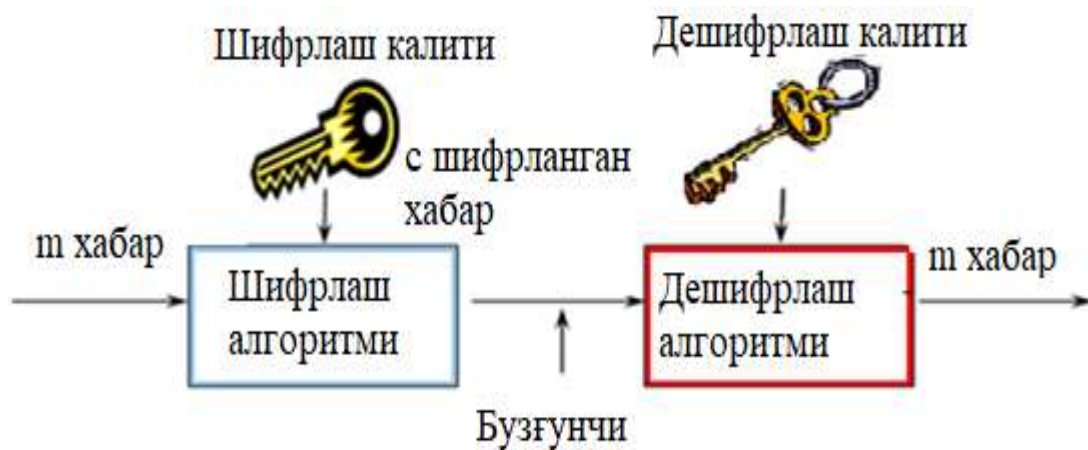 Шифрлаш калити
Дешифрлаш калити
с шифрланган
хабар
m хабар
Шифрлаш
алгоритми
Дешифрлаш
алгоритми
m хабар
Бузғунчи